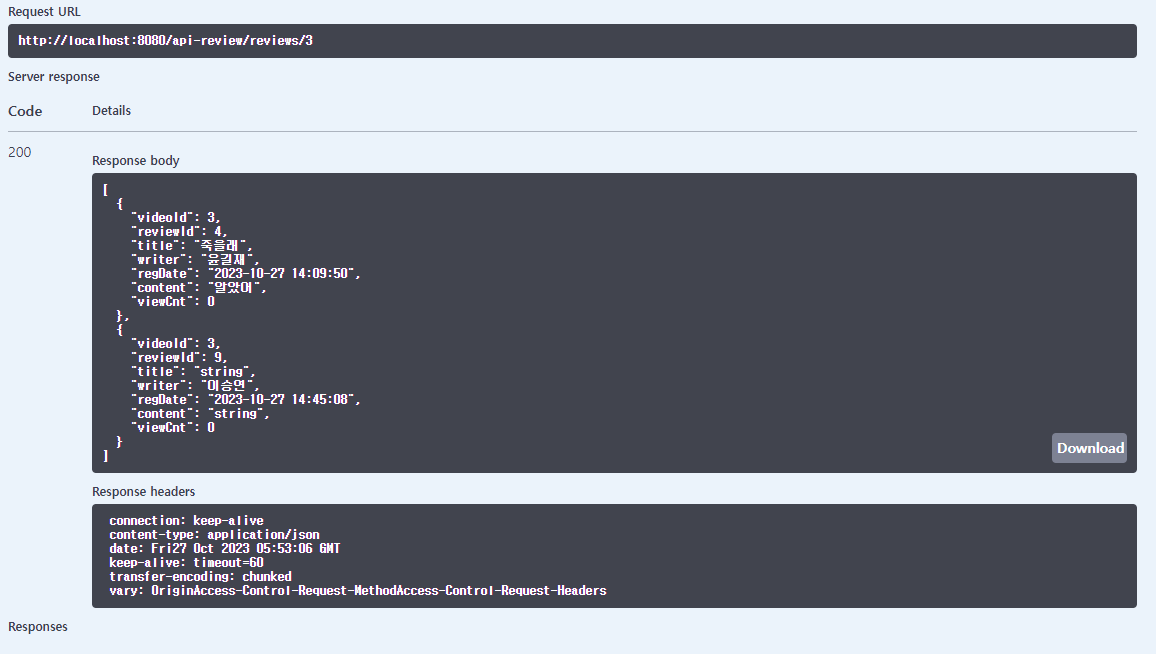 Request URL
http://localhost:8080/api-review/reviews/3
Server response
Code Details
200
Response body
[
{
"videoId": 3,
"reviewId": 4,
"title": "죽을래",
"writer": "윤길재",
"regDate": "2023-10-27 14:09:50",
"content": "알았어",
"viewCnt": 0
},
{
"videoId": 3,
"reviewId": 9,
"title": "string",
"writer": "이승연",
"regDate": "2023-10-27 14:45:08",
"content": "string",
"viewCnt": 0
}
]
Download
Response headers
connection: keep-alive
content-type: application/json
date: Fri27 Oct 2023 05:53:06 GMT
keep-alive: timeout=60
transfer-encoding: chunked
vary: OriginAccess-Control-Request-MethodAccess-Control-Request-Headers
Responses